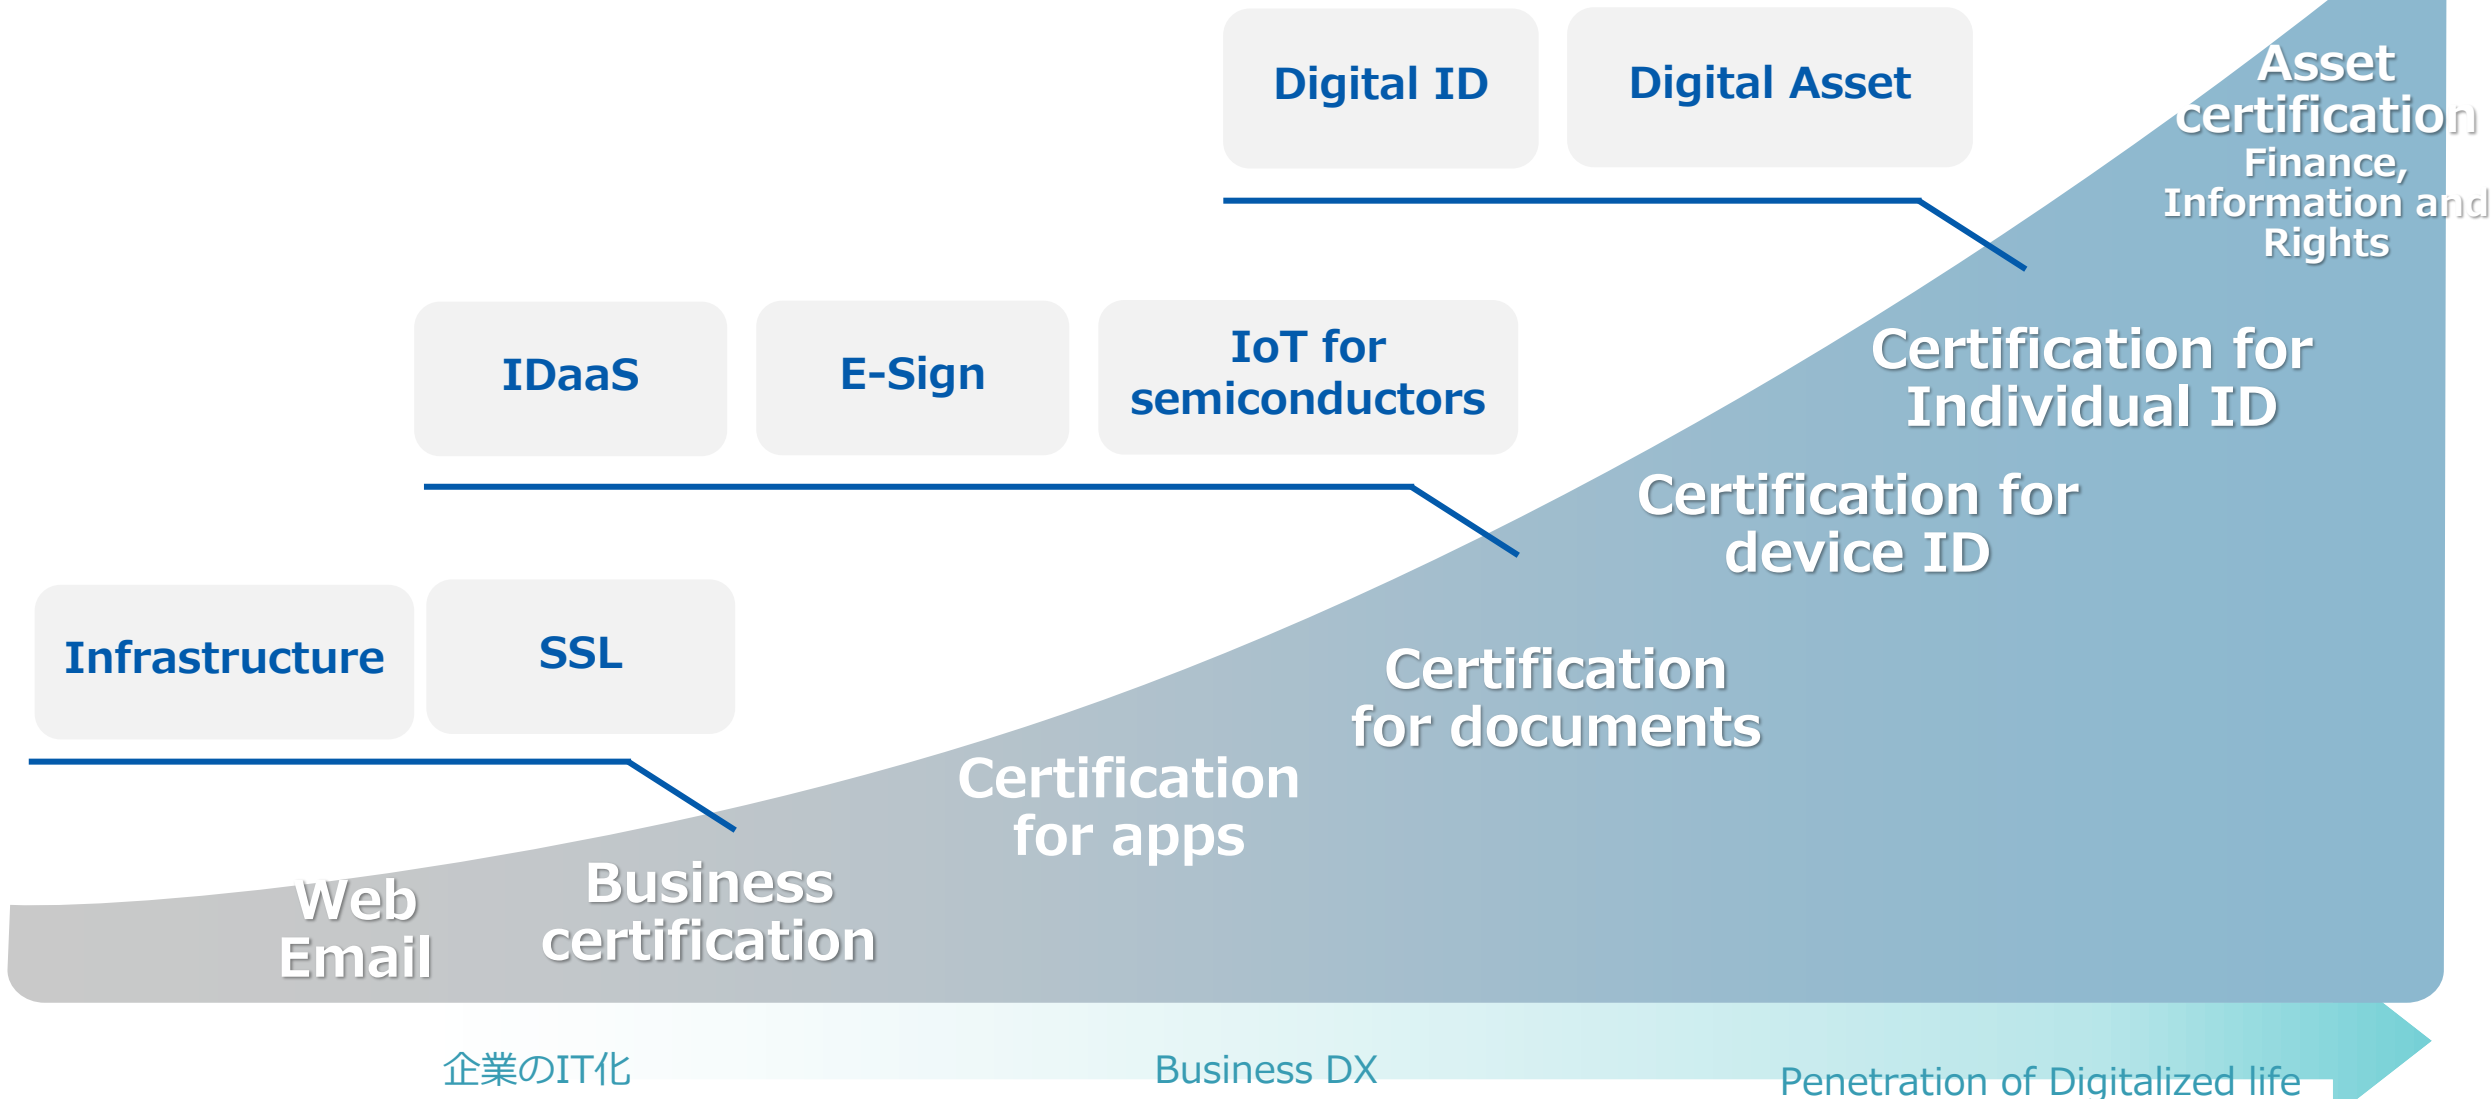 Digital ID
Digital Asset
Asset
certification
Finance,
Information and
Rights
IDaaS
E-Sign
IoT for
semiconductors
Certification for
Individual ID
Certification for
device ID
Infrastructure
SSL
Certification
for documents
Certification
for apps
Business
certification
Web
Email
企業のIT化
Business DX
Penetration of Digitalized life